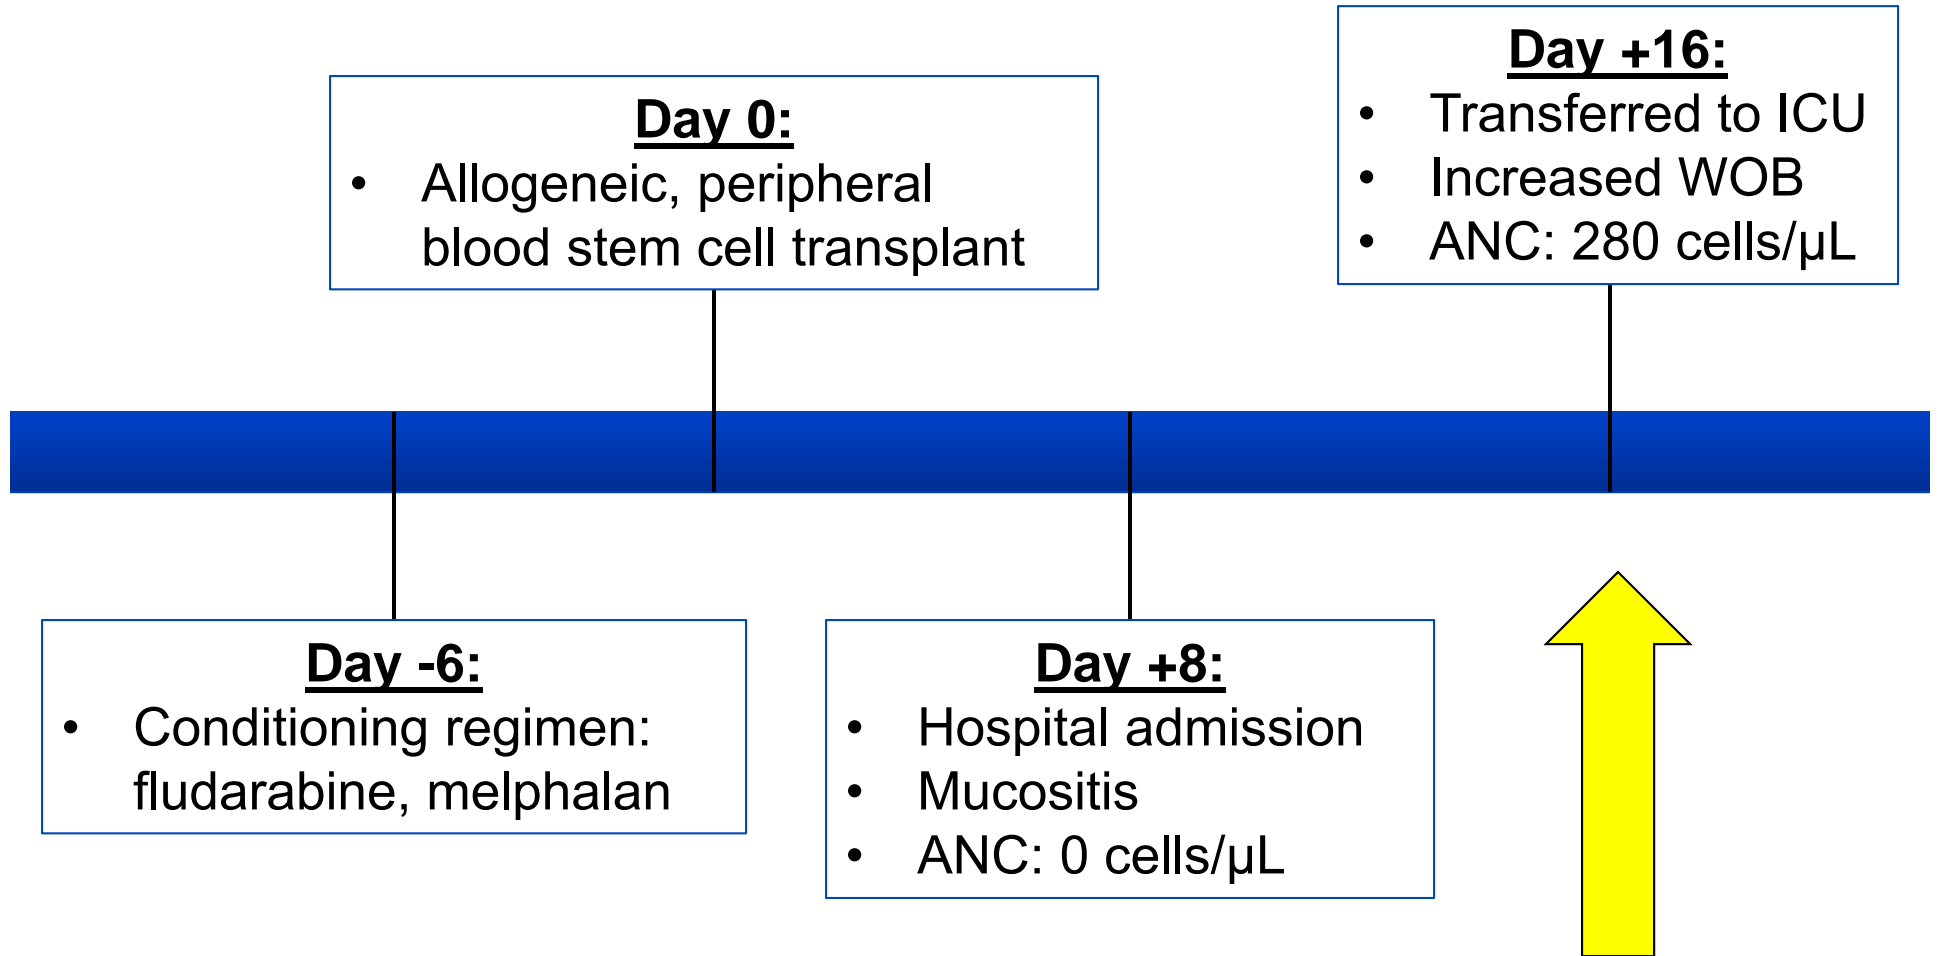 Day -6:
• Conditioning regimen:
fludarabine, melphalan
Day 0:
• Allogeneic, peripheral
blood stem cell transplant
Day +8:
• Hospital admission
• Mucositis
• ANC: 0 cells/µL
Day +16:
• Transferred to ICU
• Increased WOB
• ANC: 280 cells/µL